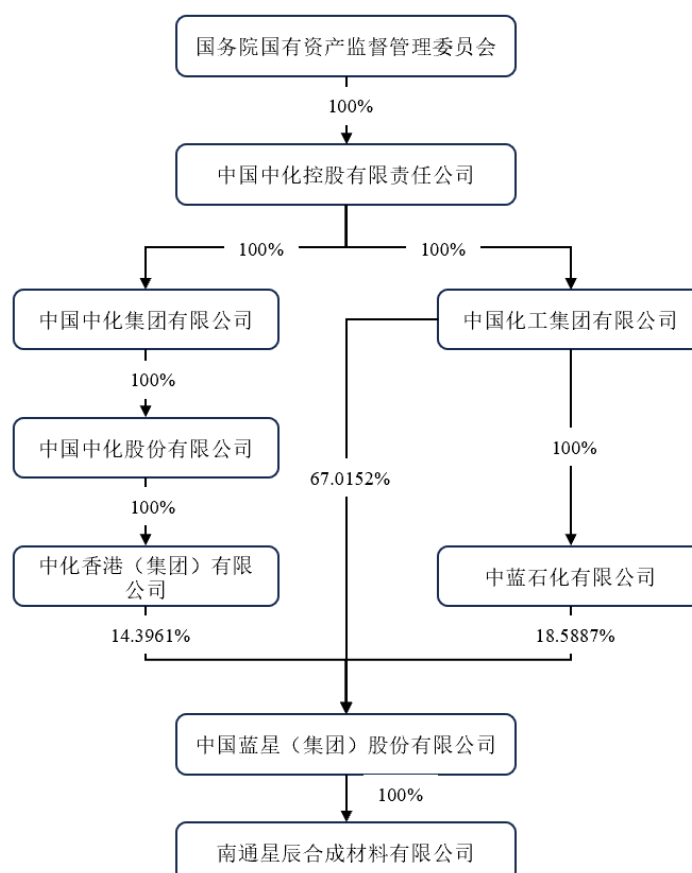 国务院国有资产监督管理委员会
100%
中国中化控股有限责任公司
100%
100%
中国中化集团有限公司
中国化工集团有限公司
100%
中国中化股份有限公司
100%
67.0152%
100%
中化香港（集团）有限
公司
中蓝石化有限公司
14.3961%
18.5887%
中国蓝星（集团）股份有限公司
100%
南通星辰合成材料有限公司